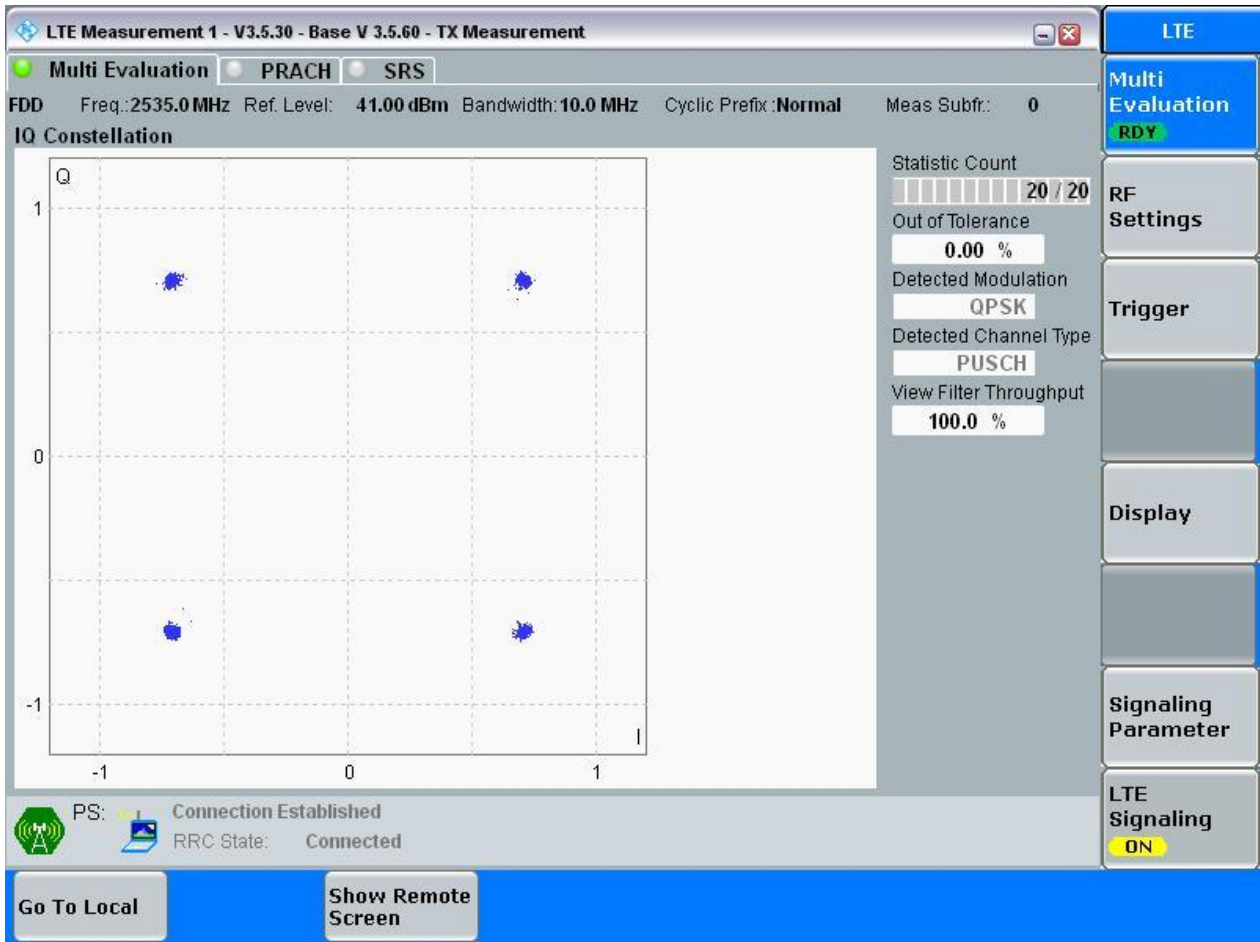 LTE Measurement 1 - V3.5.30 - Base V 3.5.60 - TX Measurement
LTE
Multi Evaluation PRACH SRS
FDD Freq.:2535.0 MHz Ref. Level: 41.00 dBm Bandwidth:10.0 MHz Cyclic Prefix :Normal Meas Subfr.: 0
IQ Constellation
Q
1
0
-1
I
-1 0 1
Statistic Count
20 / 20
Out of Tolerance
0.00 %
Detected Modulation
QPSK
Detected Channel Type
PUSCH
View Filter Throughput
100.0 %
Multi
Evaluation
RDY
RF
Settings
Trigger
Display
Signaling
Parameter
LTE
Signaling
ON
PS: Connection Established
RRC State: Connected
Go To Local
Show Remote
Screen